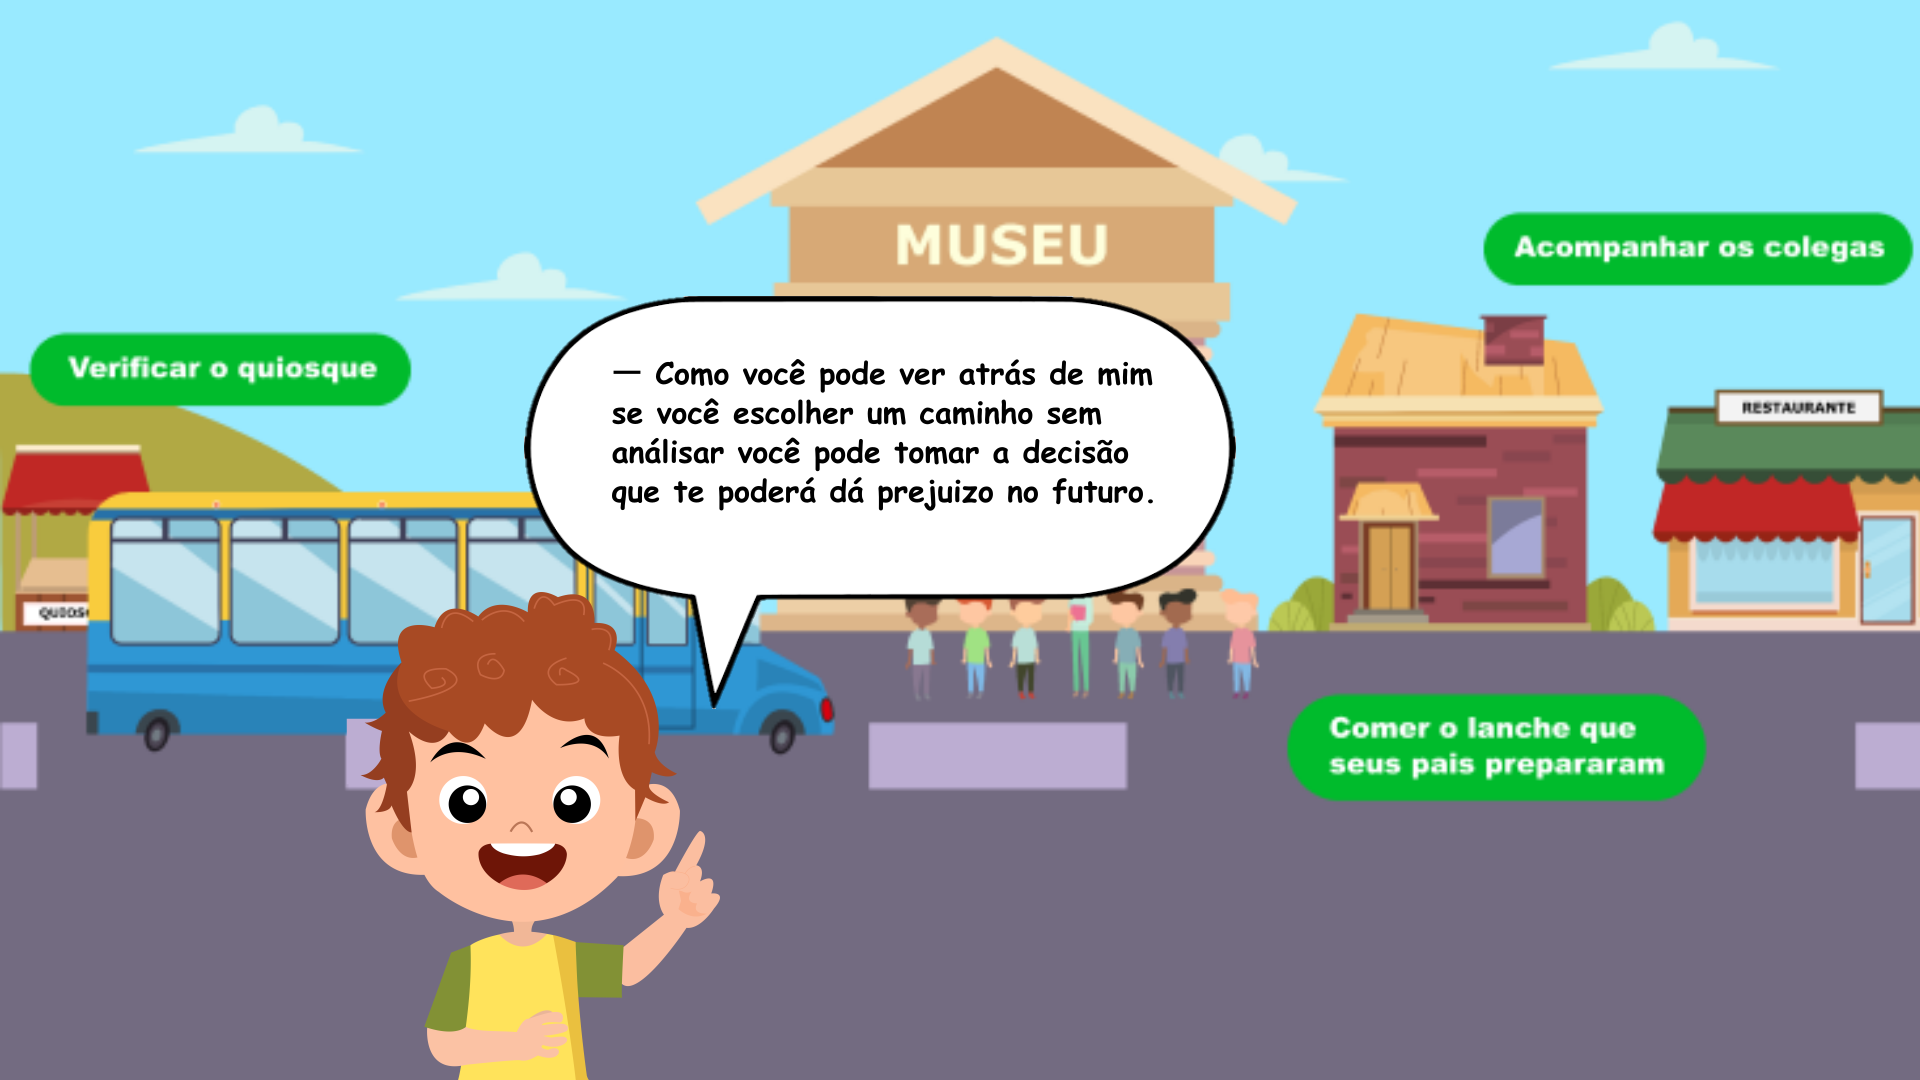 MUSEU
Acompanhar os colegas
Verificar o quiosque
— Como você pode ver atrás de mim
se você escolher um caminho sem
análisar você pode tomar a decisão
que te poderá dá prejuizo no futuro.
RESTAURANTE
Comer o lanche que
seus pais prepararam